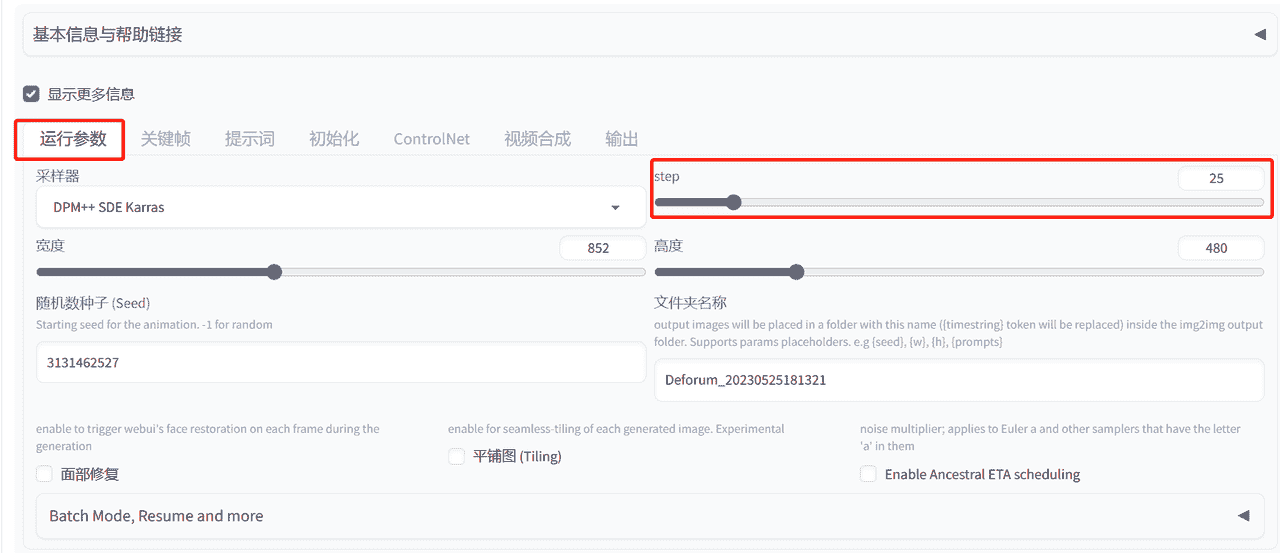 基本信息与帮助链接
显示更多信息
运行参数 关键帧 提示词 初始化 ControlNet 视频合成 输出
采样器
DPM++ SDE Karras
step 25
宽度 852
高度 480
随机数种子 (Seed)
Starting seed for the animation. -1 for random
3131462527
文件夹名称
output images will be placed in a folder with this name ({timestring} token will be replaced) inside the img2img output
folder. Supports params placeholders. e.g {seed}, {w}, {h}, {prompts}
Deforum_20230525181321
enable to trigger webui's face restoration on each frame during the
generation
面部修复
enable for seamless-tiling of each generated image. Experimental
平铺图 (Tiling)
noise multiplier; applies to Euler a and other samplers that have the letter
'a' in them
Enable Ancestral ETA scheduling
Batch Mode, Resume and more